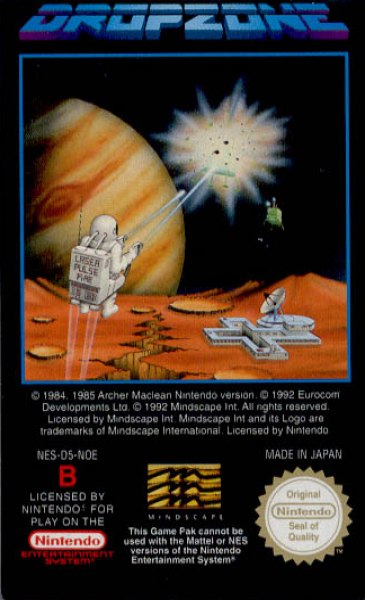 DROPZONE
LASER
PULSE
FIRE
© 1984, 1985 Archer Maclean Nintendo version. © 1992 Eurocom
Developments Ltd. © 1992 Mindscape Int. All rights reserved.
Licensed by Mindscape Int. Mindscape Int and its Logo are
trademarks of Mindscape International. Licensed by Nintendo
NES-D5-NOE
MADE IN JAPAN
B
LICENSED BY
NINTENDO® FOR
PLAY ON THE
Nintendo
ENTERTAINMENT
SYSTEM®
MINDSCAPE
This Game Pak cannot be
used with the Mattel or NES
versions of the Nintendo
Entertainment System®
Original
Nintendo
Seal of
Quality
TM